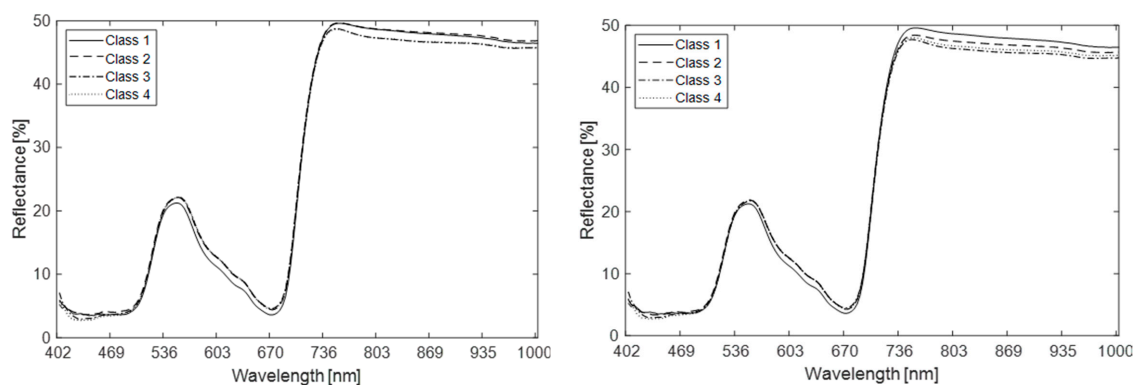 50
40
30
20
10
0
Reflectance [%]
Class 1
Class 2
Class 3
Class 4
402 469 536 603 670 736 803 869 935 1000
Wavelength [nm]
50
40
30
20
10
0
Reflectance [%]
Class 1
Class 2
Class 3
Class 4
402 469 536 603 670 736 803 869 935 1000
Wavelength [nm]